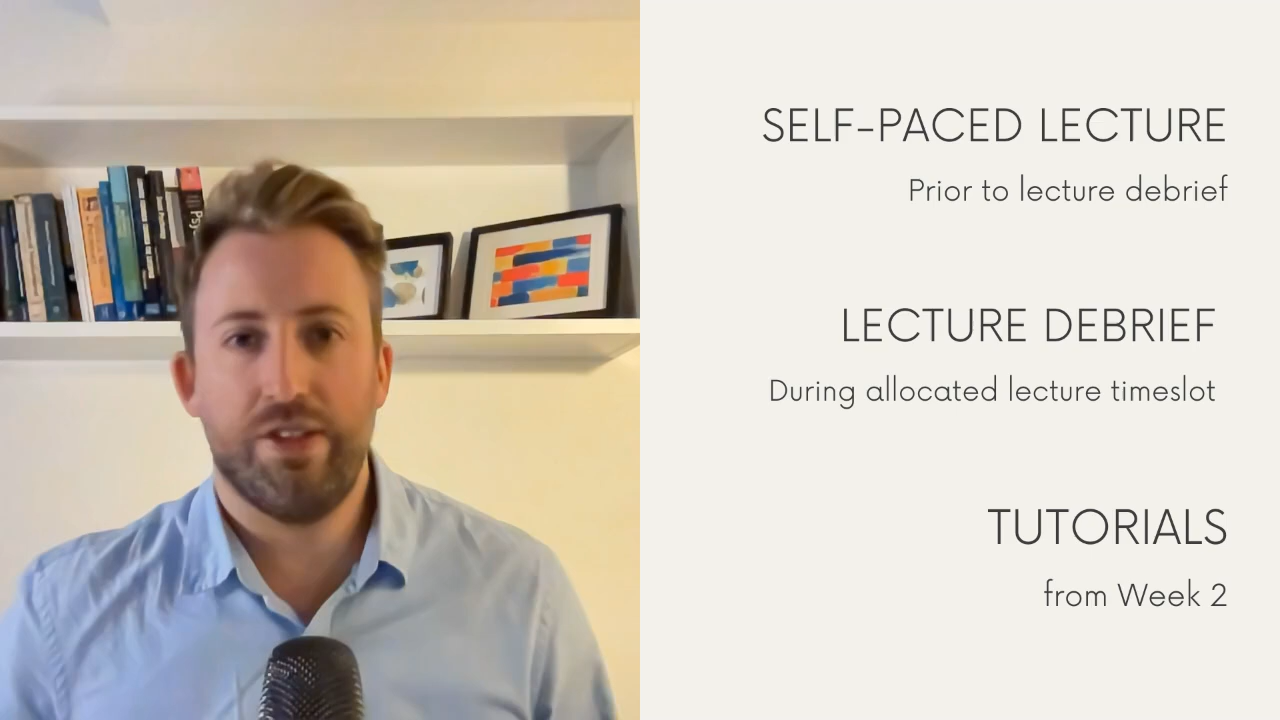 SELF-PACED LECTURE
Prior to lecture debrief
LECTURE DEBRIEF
During allocated lecture timeslot
TUTORIALS
from Week 2